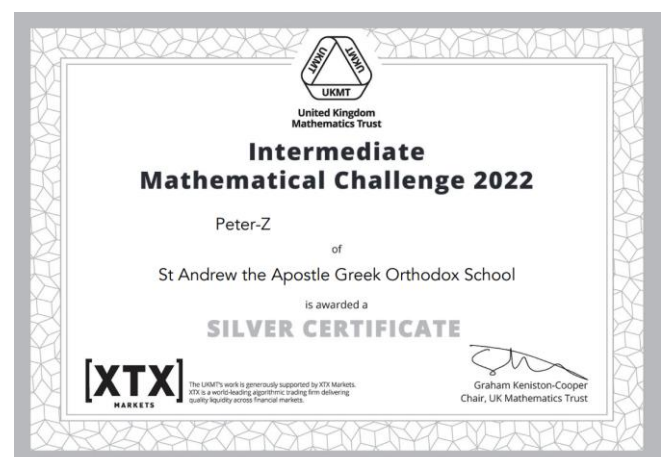 UKMT
UKMT
UKMT
United Kingdom
Mathematics Trust
Intermediate
Mathematical Challenge 2022
Peter-Z
of
St Andrew the Apostle Greek Orthodox School
is awarded a
SILVER CERTIFICATE
[XTX]
MARKETS
The UKMT's work is generously supported by XTX Markets.
XTX is a world-leading algorithmic trading firm delivering
quality liquidity across financial markets.
Graham Keniston-Cooper
Chair, UK Mathematics Trust